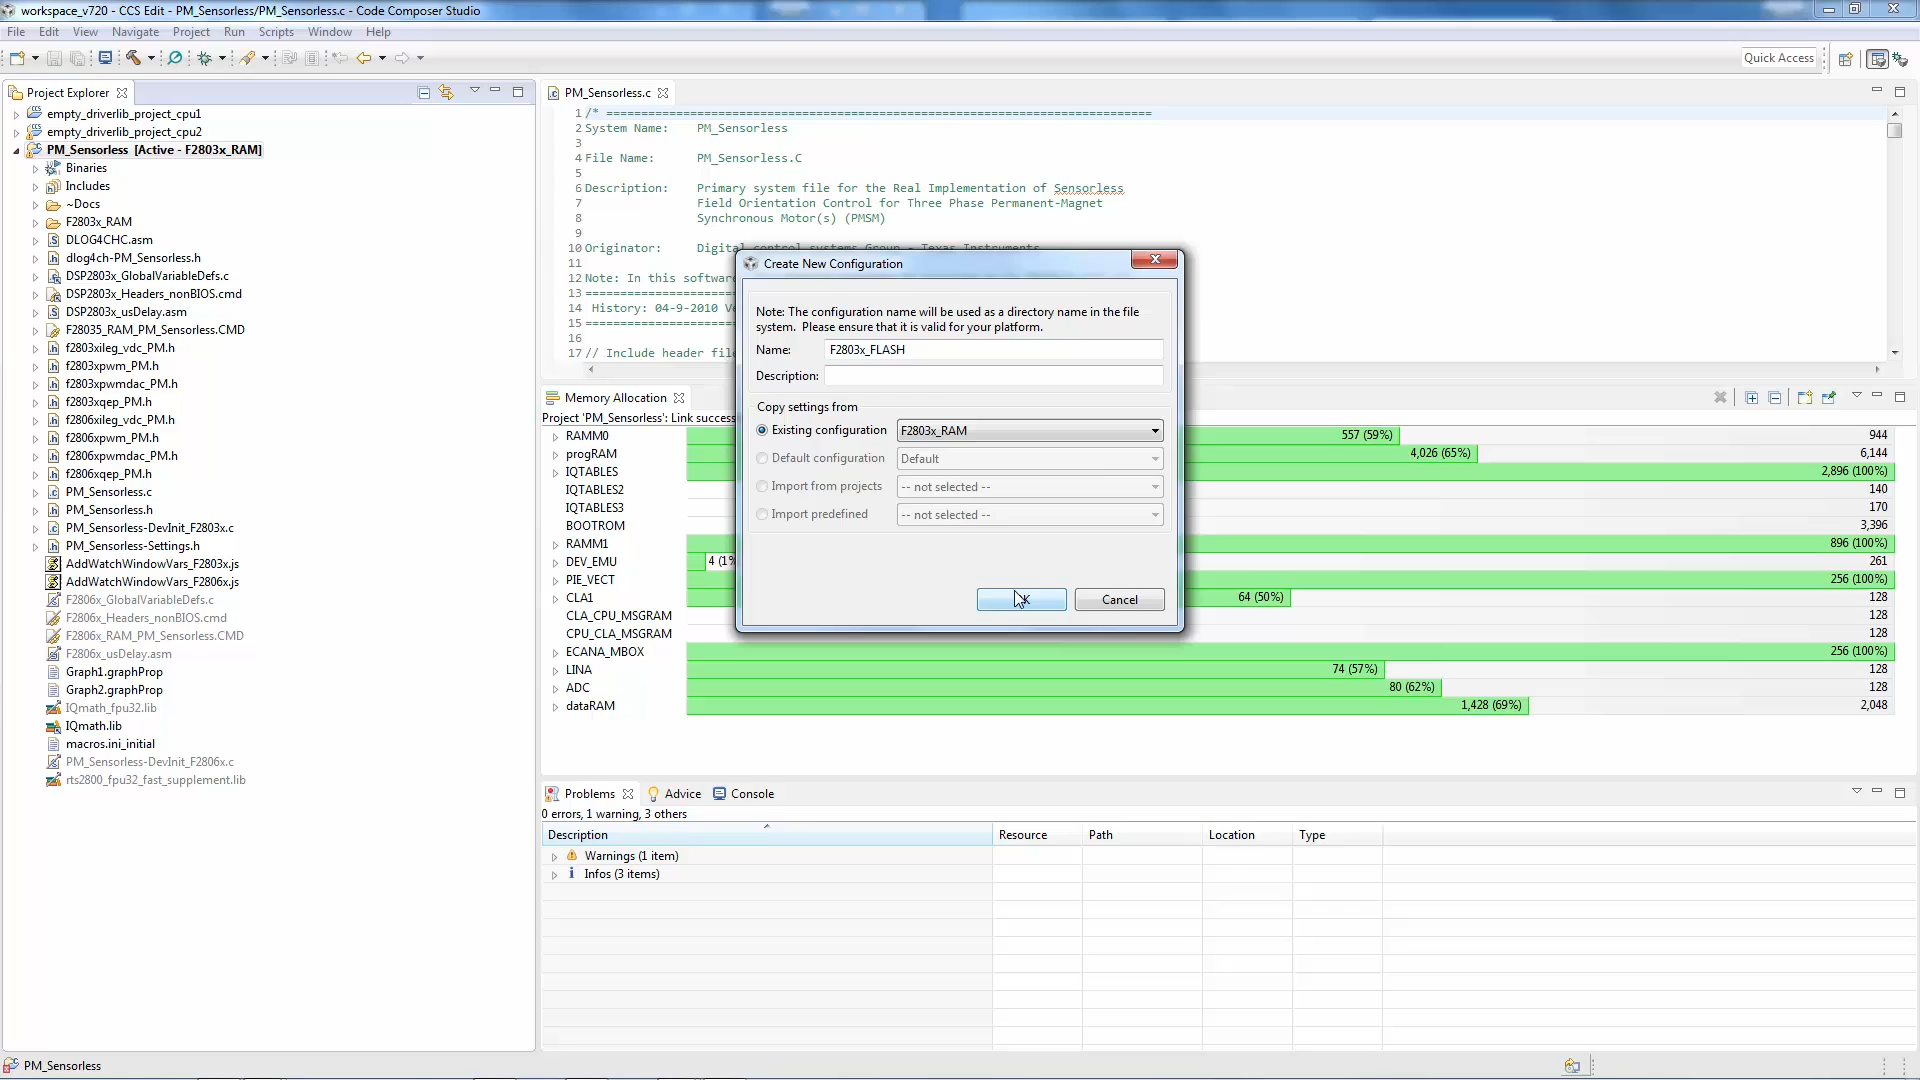 workspace_v720 - CCS Edit - PM_Sensorless/PM_Sensorless.c - Code Composer Studio
File Edit View Navigate Project Run Scripts Window Help
Quick Access
Project Explorer
empty_driverlib_project_cpu1
empty_driverlib_project_cpu2
PM_Sensorless [Active - F2803x_RAM]
Binaries
Includes
~Docs
F2803x_RAM
DLOG4CHC.asm
dlog4ch-PM_Sensorless.h
DSP2803x_GlobalVariableDefs.c
DSP2803x_Headers_nonBIOS.cmd
DSP2803x_usDelay.asm
F28035_RAM_PM_Sensorless.CMD
f2803xileg_vdc_PM.h
f2803xpwm_PM.h
f2803xpwmdac_PM.h
f2803xqep_PM.h
f2806xileg_vdc_PM.h
f2806xpwm_PM.h
f2806xpwmdac_PM.h
f2806xqep_PM.h
PM_Sensorless.c
PM_Sensorless.h
PM_Sensorless-DevInit_F2803x.c
PM_Sensorless-Settings.h
AddWatchWindowVars_F2803x.js
AddWatchWindowVars_F2806x.js
F2806x_GlobalVariableDefs.c
F2806x_Headers_nonBIOS.cmd
F2806x_RAM_PM_Sensorless.CMD
F2806x_usDelay.asm
Graph1.graphProp
Graph2.graphProp
IQmath_fpu32.lib
IQmath.lib
macros.ini_initial
PM_Sensorless-DevInit_F2806x.c
rts2800_fpu32_fast_supplement.lib
PM_Sensorless.c
1 /* ==============================================================================
2 System Name: PM_Sensorless
3
4 File Name: PM_Sensorless.C
5
6 Description: Primary system file for the Real Implementation of Sensorless
7 Field Orientation Control for Three Phase Permanent-Magnet
8 Synchronous Motor(s) (PMSM)
9
10 Originator: Digital control systems Group - Texas Instruments
11
12 Note: In this software
13 =====================
14 History: 04-9-2010 Ve
15 =====================
16
17 // Include header file
Create New Configuration
Note: The configuration name will be used as a directory name in the file
system. Please ensure that it is valid for your platform.
Name: F2803x_FLASH
Description:
Copy settings from
Existing configuration F2803x_RAM
Default configuration Default
Import from projects -- not selected --
Import predefined -- not selected --
Cancel
Memory Allocation
Project 'PM_Sensorless': Link success
RAMM0 557 (59%) 944
progRAM 4,026 (65%) 6,144
IQTABLES 2,896 (100%)
IQTABLES2 140
IQTABLES3 170
BOOTROM 3,396
RAMM1 896 (100%)
DEV_EMU 4 (1% 261
PIE_VECT 256 (100%)
CLA1 64 (50%) 128
CLA_CPU_MSGRAM 128
CPU_CLA_MSGRAM 128
ECANA_MBOX 256 (100%)
LINA 74 (57%) 128
ADC 80 (62%) 128
dataRAM 1,428 (69%) 2,048
Problems Advice Console
0 errors, 1 warning, 3 others
Description Resource Path Location Type
Warnings (1 item)
Infos (3 items)
PM_Sensorless